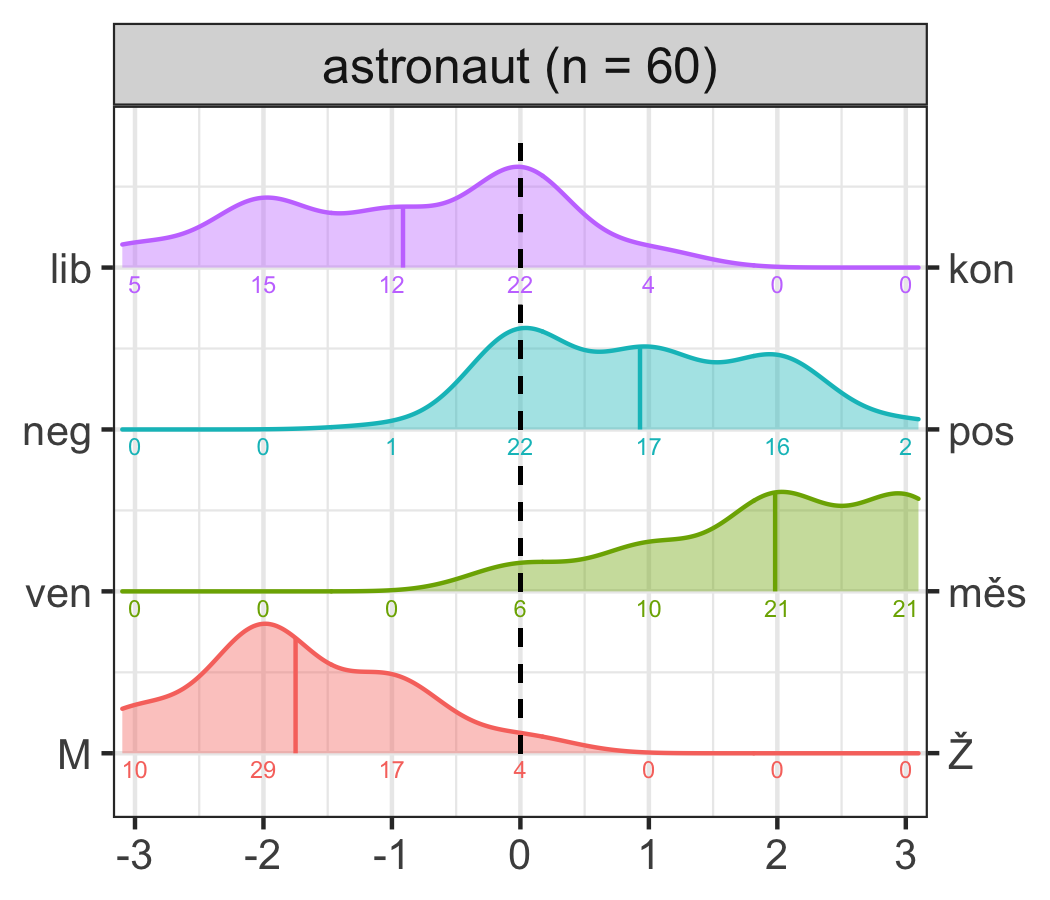 astronaut (n = 60)
lib kon
5 15 12 22 4 0 0
neg pos
0 0 1 22 17 16 2
ven měs
0 0 0 6 10 21 21
M Ž
10 29 17 4 0 0 0
-3 -2 -1 0 1 2 3